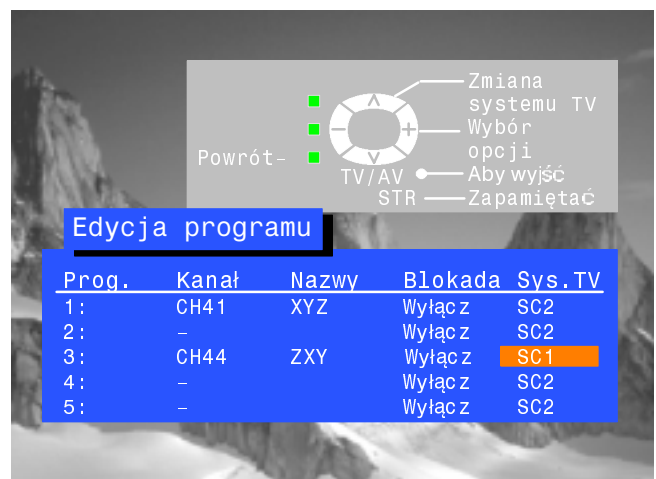 Zmiana
systemu TV
Wybór
opcji
Powrót-
TV/AV Aby wyjść
STR Zapamiętać
Edycja programu
Prog. Kanał Nazwy Blokada Sys.TV
1: CH41 XYZ Wyłącz SC2
2: - Wyłącz SC2
3: CH44 ZXY Wyłącz SC1
4: - Wyłącz SC2
5: - Wyłącz SC2